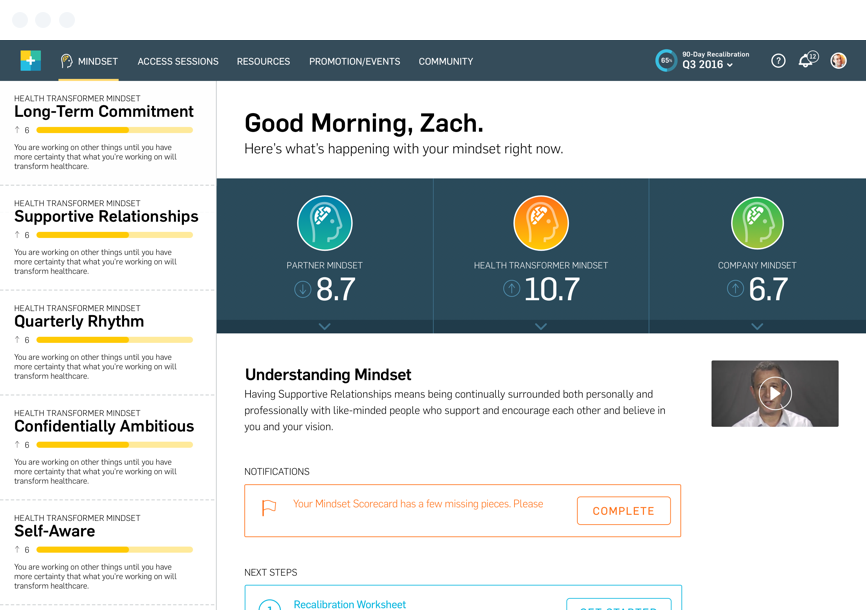 MINDSET
ACCESS SESSIONS
RESOURCES
PROMOTION/EVENTS
COMMUNITY
65%
90-Day Recalibration
Q3 2016
?
12
HEALTH TRANSFORMER MINDSET
Long-Term Commitment
↑ 6
You are working on other things until you have
more certainty that what you're working on will
transform healthcare.
HEALTH TRANSFORMER MINDSET
Supportive Relationships
↑ 6
You are working on other things until you have
more certainty that what you're working on will
transform healthcare.
HEALTH TRANSFORMER MINDSET
Quarterly Rhythm
↑ 6
You are working on other things until you have
more certainty that what you're working on will
transform healthcare.
HEALTH TRANSFORMER MINDSET
Confidentially Ambitious
↑ 6
You are working on other things until you have
more certainty that what you're working on will
transform healthcare.
HEALTH TRANSFORMER MINDSET
Self-Aware
↑ 6
You are working on other things until you have
more certainty that what you're working on will
transform healthcare.
Good Morning, Zach.
Here's what's happening with your mindset right now.
PARTNER MINDSET
↓ 8.7
HEALTH TRANSFORMER MINDSET
↑ 10.7
COMPANY MINDSET
↑ 6.7
Understanding Mindset
Having Supportive Relationships means being continually surrounded both personally and
professionally with like-minded people who support and encourage each other and believe in
you and your vision.
NOTIFICATIONS
Your Mindset Scorecard has a few missing pieces. Please
COMPLETE
NEXT STEPS
1
Recalibration Worksheet
GET STARTED